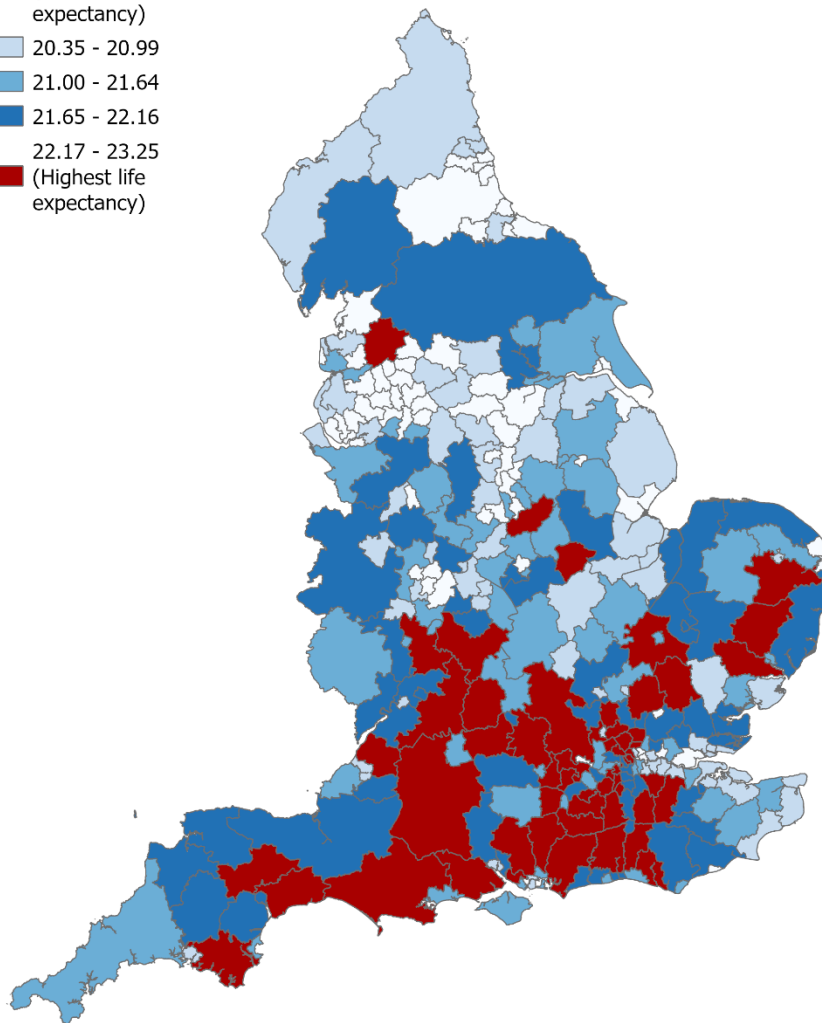 expectancy)
20.35 - 20.99
21.00 - 21.64
21.65 - 22.16
22.17 - 23.25
(Highest life
expectancy)